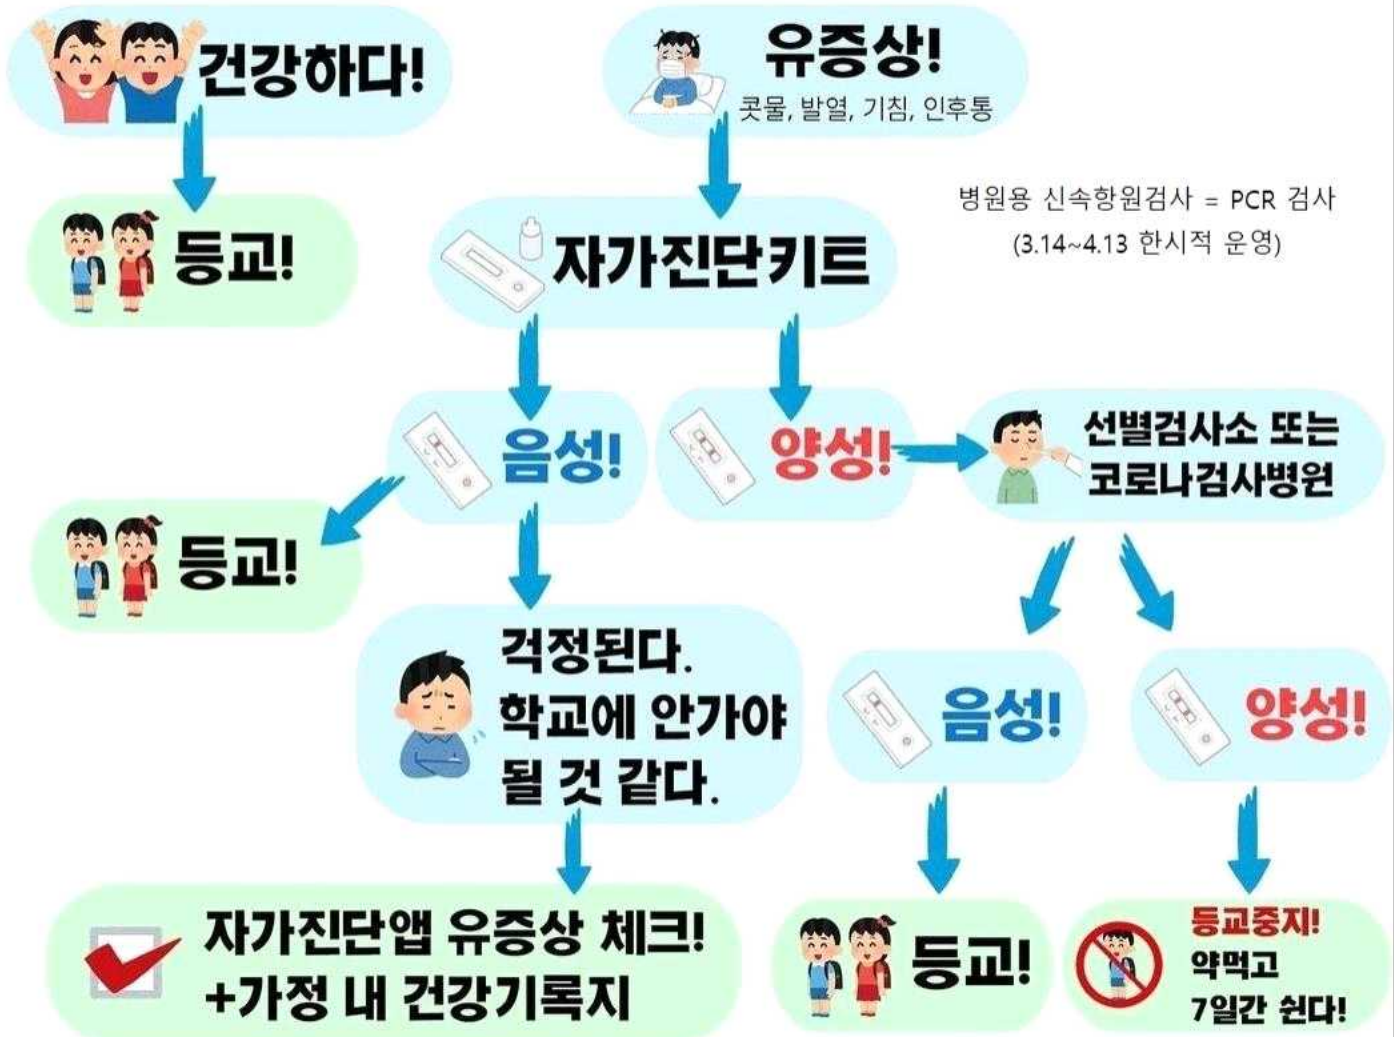 건강하다!
유증상!
콧물, 발열, 기침, 인후통
등교!
자가진단키트
병원용 신속항원검사 = PCR 검사
(3.14~4.13 한시적 운영)
음성!
양성!
선별검사소 또는
코로나검사병원
등교!
걱정된다.
학교에 안가야
될 것 같다.
음성!
양성!
자가진단앱 유증상 체크!
+가정 내 건강기록지
등교!
등교중지!
약먹고
7일간 쉰다!